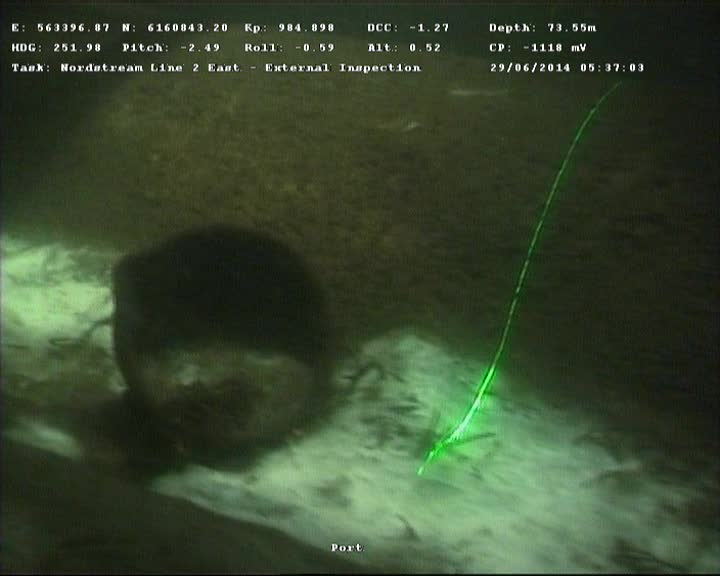 E: 563396.87 N: 6160843.20 Kp: 984.898 DCC: -1.27 Depth: 73.55m
HDG: 251.98 Pitch: -2.49 Roll: -0.59 Alt: 0.52 CP: -1118 mV
Task: Nordstream Line 2 East - External Inspection 29/06/2014 05:37:03
Port